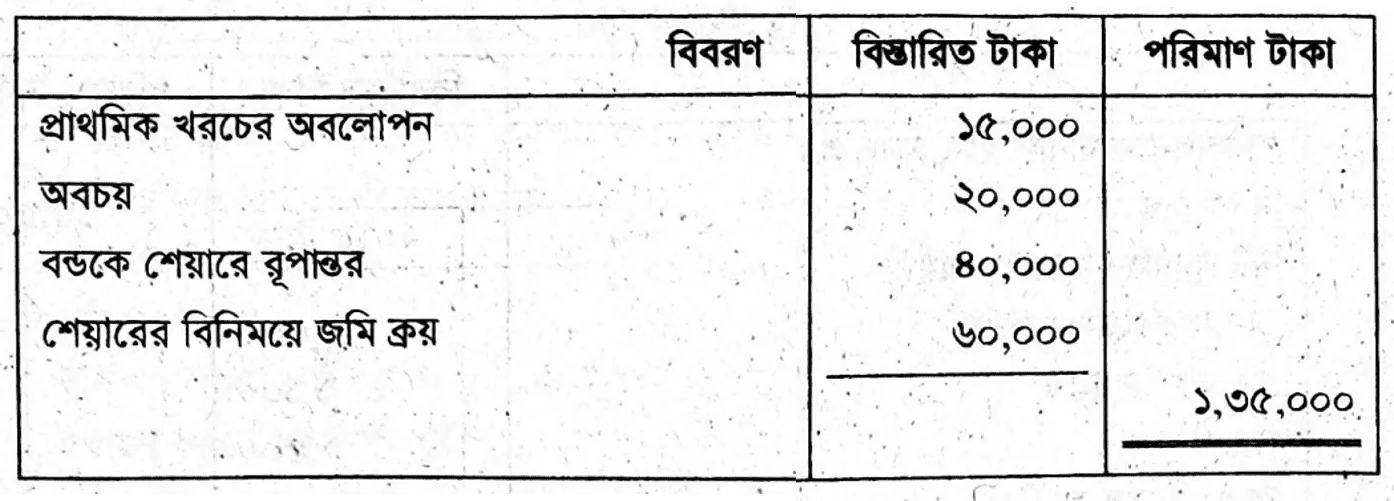 বিবরণ বিস্তারিত টাকা পরিমাণ টাকা
প্রাথমিক খরচের অবলোপন ১৫,০০০
অবচয় ২০,০০০
বন্ডকে শেয়ারে রূপান্তর ৪০,০০০
শেয়ারের বিনিময়ে জমি ক্রয় ৬০,০০০
১,৩৫,০০০